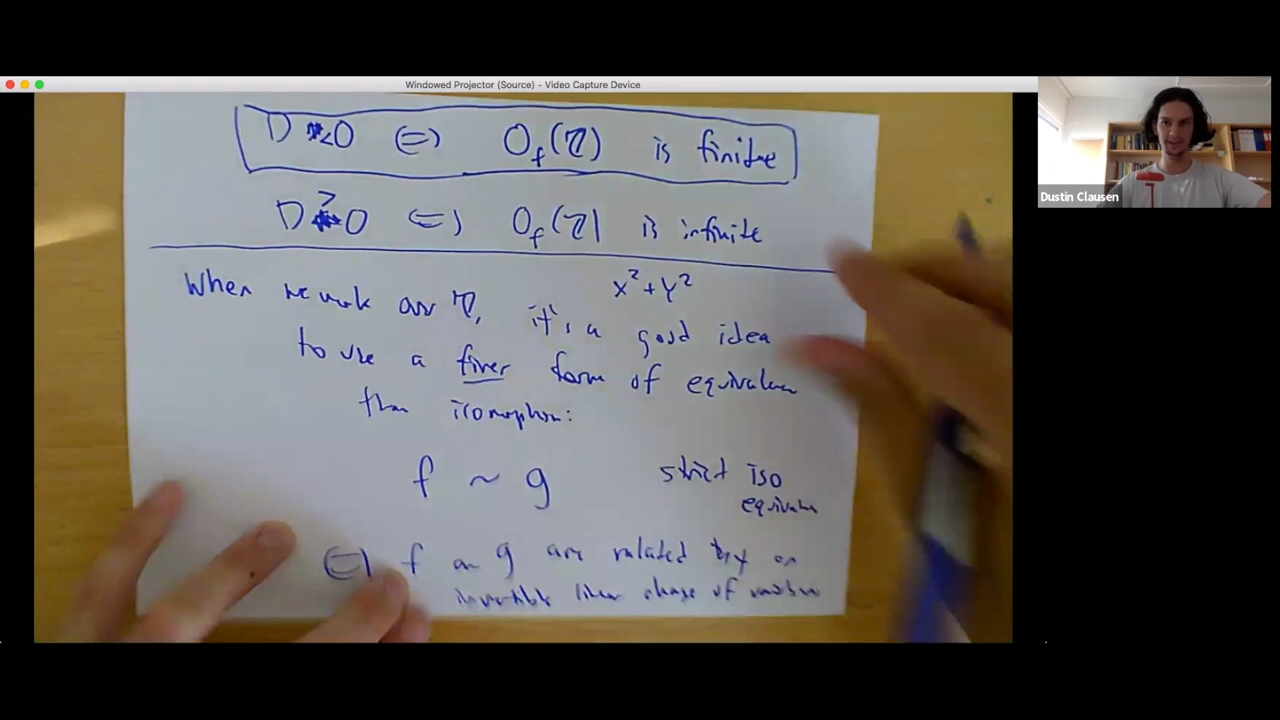 Windowed Projector (Source) - Video Capture Device
Dustin Clausen
D < 0 ⇔ O_f(ℤ) is finite
D > 0 ⇔ O_f(ℤ) is infinite
When we work over ℤ, it's a good idea
x² + y²
to use a finer form of equivalence
than isomorphism:
f ~ g strict iso
equivalence
⇔ f and g are related by an
invertible linear change of variables